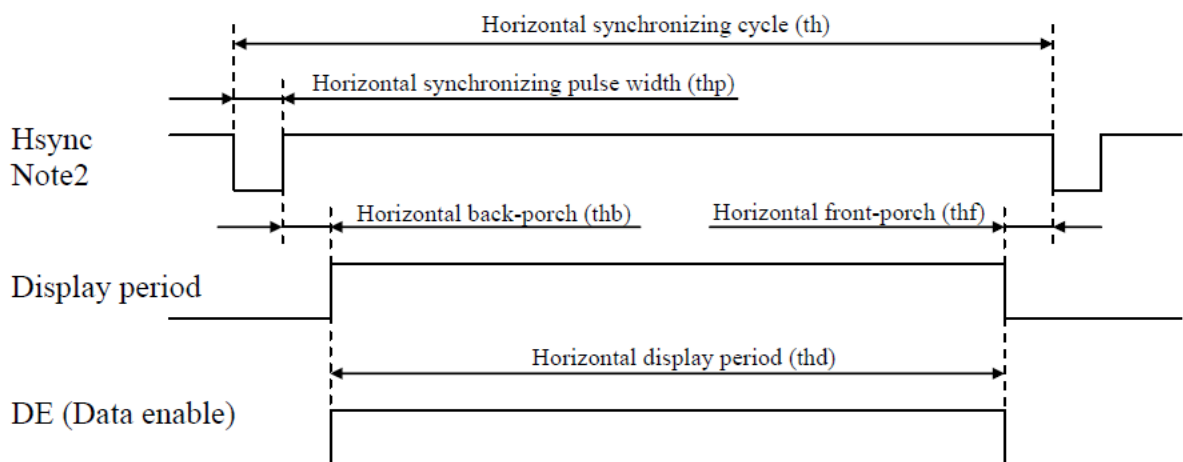 Horizontal synchronizing cycle (th)
Horizontal synchronizing pulse width (thp)
Hsync
Note2
Horizontal back-porch (thb)
Horizontal front-porch (thf)
Display period
Horizontal display period (thd)
DE (Data enable)